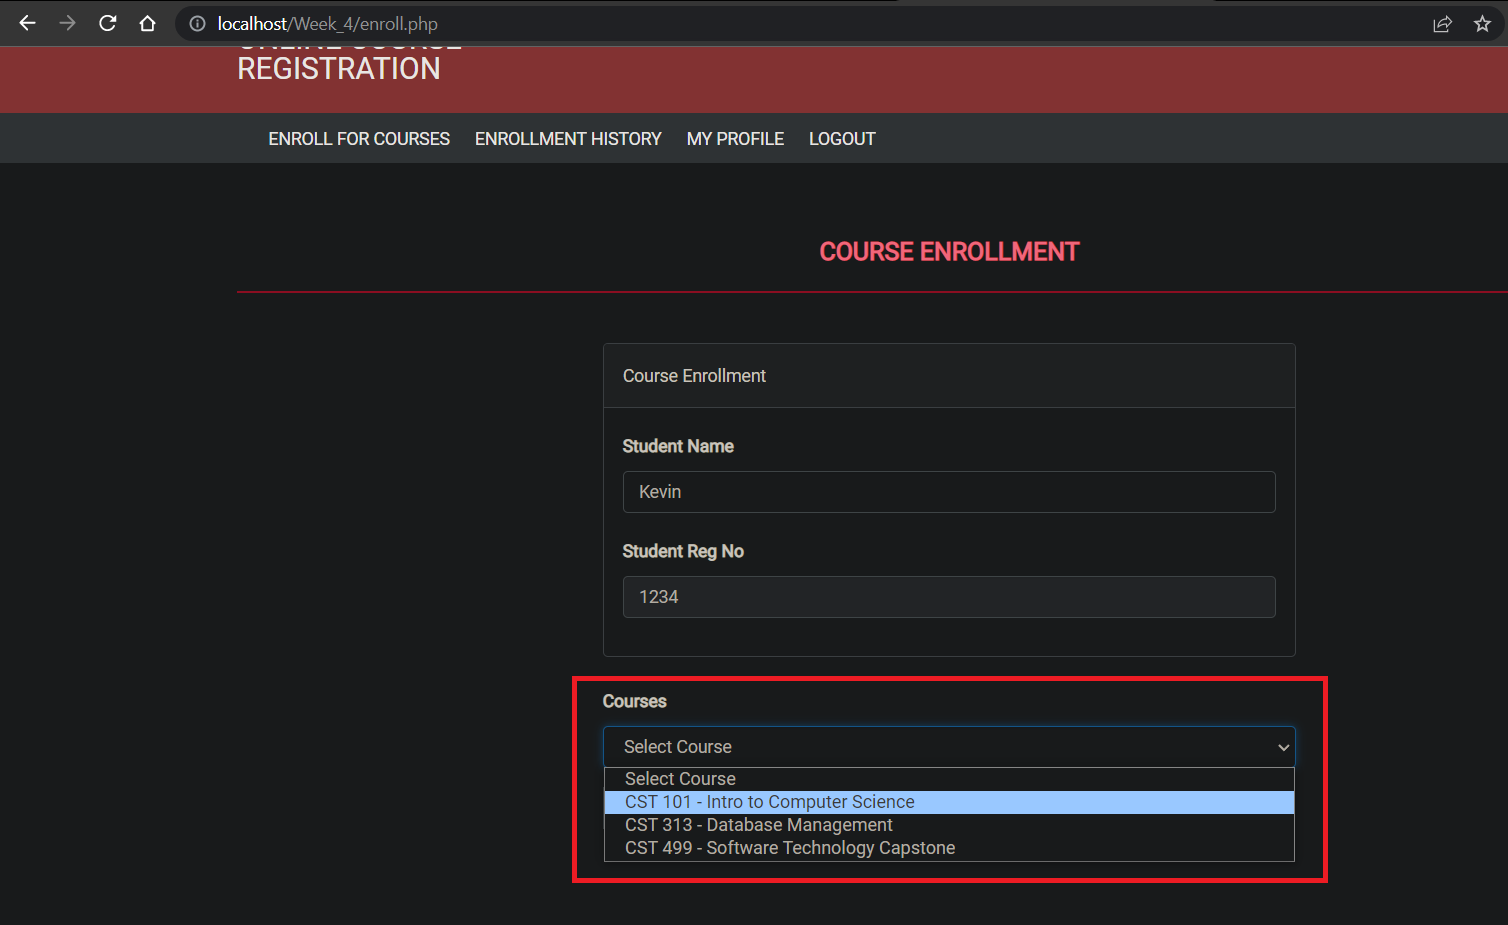 localhost/Week_4/enroll.php
ONLINE COURSE
REGISTRATION
ENROLL FOR COURSES ENROLLMENT HISTORY MY PROFILE LOGOUT
COURSE ENROLLMENT
Course Enrollment
Student Name
Kevin
Student Reg No
1234
Courses
Select Course
Select Course
CST 101 - Intro to Computer Science
CST 313 - Database Management
CST 499 - Software Technology Capstone